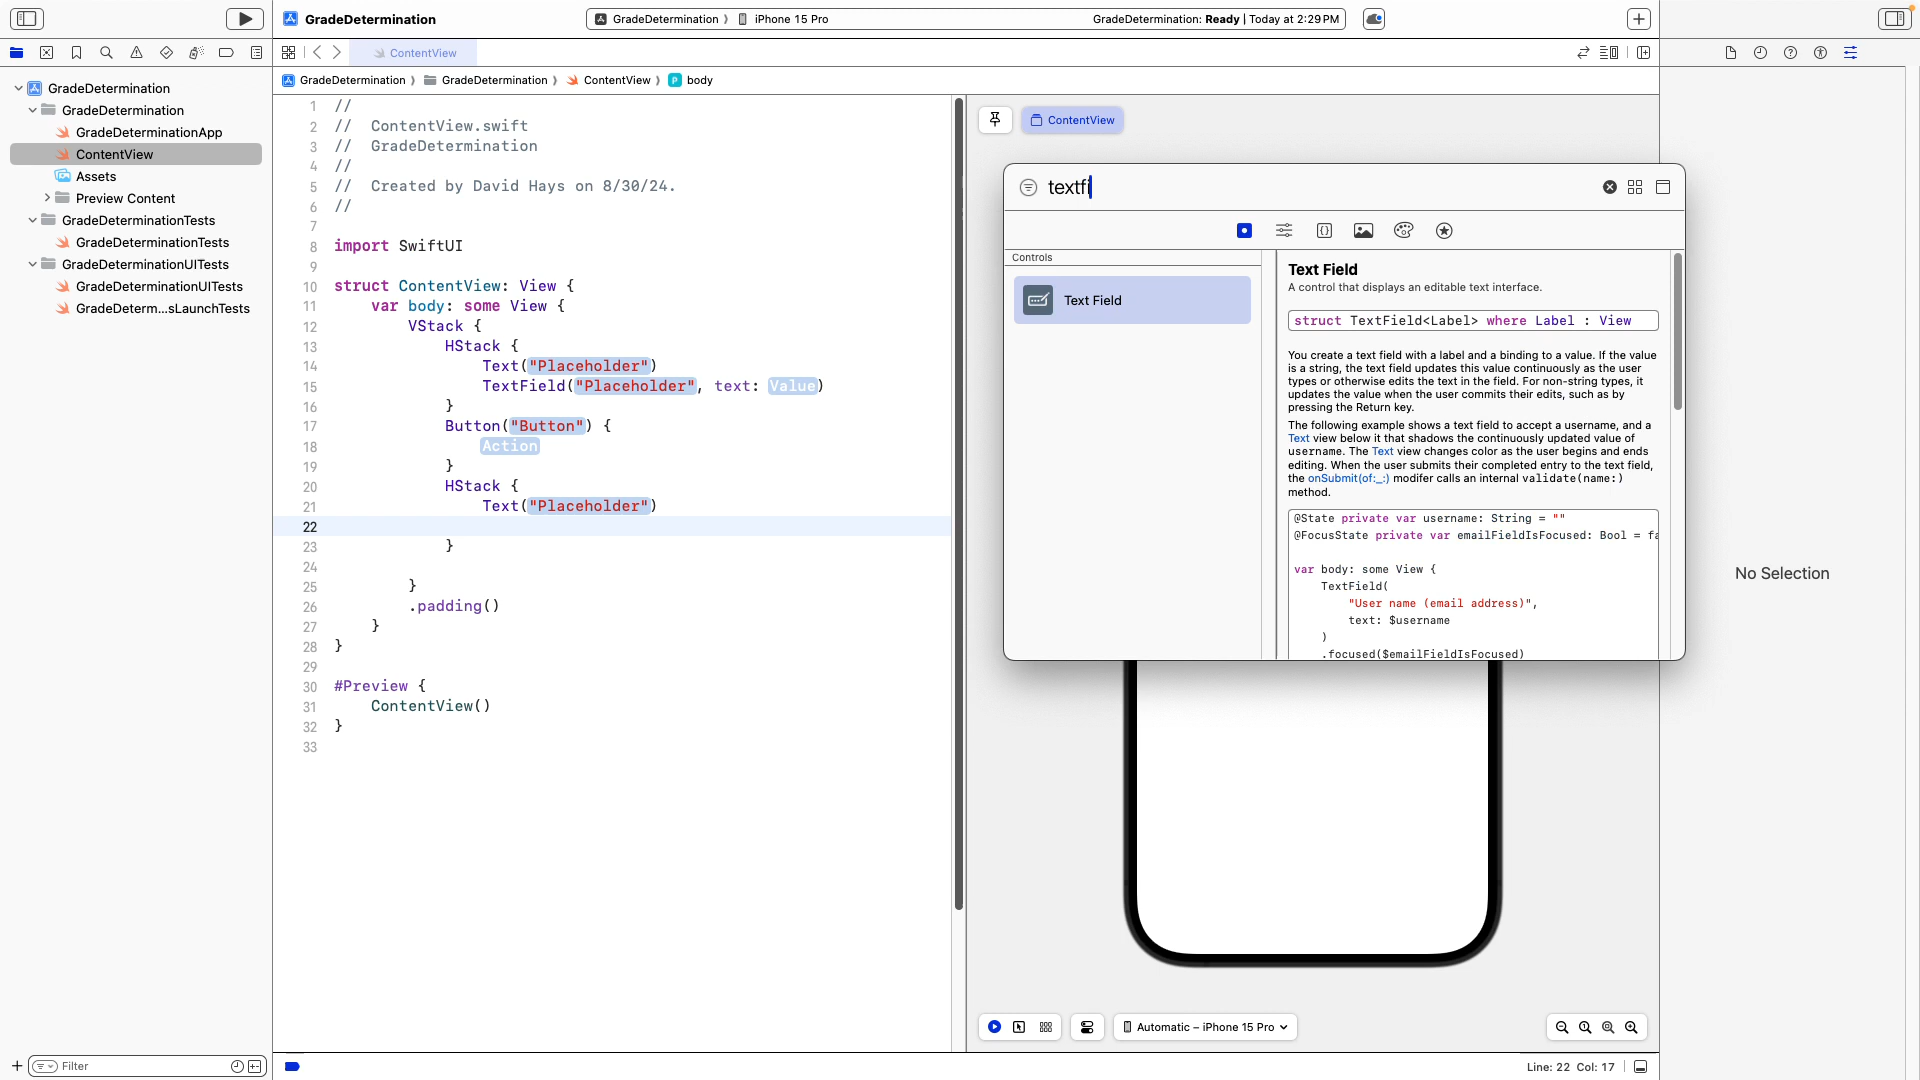 GradeDetermination
GradeDetermination
iPhone 15 Pro
GradeDetermination: Ready | Today at 2:29 PM
ContentView
GradeDetermination
GradeDetermination
ContentView
body
GradeDetermination
GradeDetermination
GradeDeterminationApp
ContentView
Assets
Preview Content
GradeDeterminationTests
GradeDeterminationTests
GradeDeterminationUITests
GradeDeterminationUITests
GradeDeterm...sLaunchTests
Filter
1 //
2 //  ContentView.swift
3 //  GradeDetermination
4 //
5 //  Created by David Hays on 8/30/24.
6 //
7
8 import SwiftUI
9
10 struct ContentView: View {
11     var body: some View {
12         VStack {
13             HStack {
14                 Text("Placeholder")
15                 TextField("Placeholder", text: Value)
16             }
17             Button("Button") {
18                 Action
19             }
20             HStack {
21                 Text("Placeholder")
22
23             }
24
25         }
26         .padding()
27     }
28 }
29
30 #Preview {
31     ContentView()
32 }
33
ContentView
textfi
Controls
Text Field
Text Field
A control that displays an editable text interface.
struct TextField<Label> where Label : View
You create a text field with a label and a binding to a value. If the value
is a string, the text field updates this value continuously as the user
types or otherwise edits the text in the field. For non-string types, it
updates the value when the user commits their edits, such as by
pressing the Return key.
The following example shows a text field to accept a username, and a
Text view below it that shadows the continuously updated value of
username. The Text view changes color as the user begins and ends
editing. When the user submits their completed entry to the text field,
the onSubmit(of:_:) modifer calls an internal validate(name:)
method.
@State private var username: String = ""
@FocusState private var emailFieldIsFocused: Bool = fa
var body: some View {
TextField(
"User name (email address)",
text: $username
)
.focused($emailFieldIsFocused)
No Selection
Automatic – iPhone 15 Pro
Line: 22 Col: 17